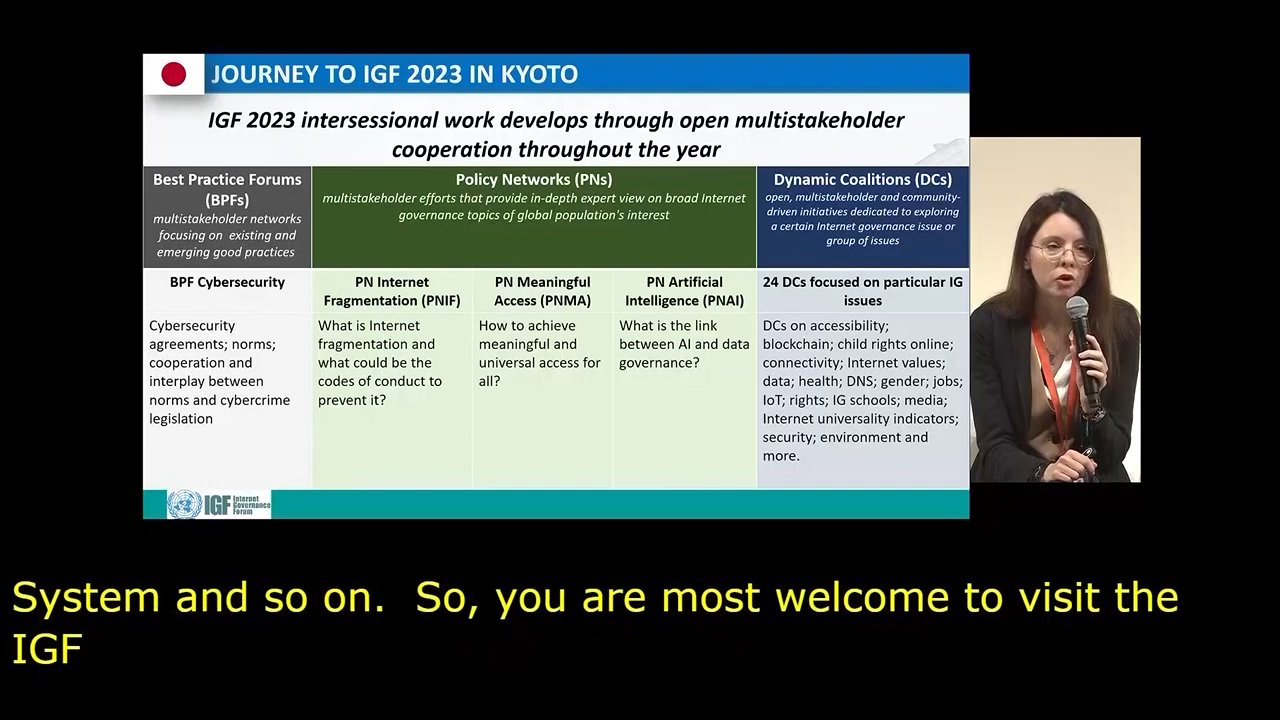 JOURNEY TO IGF 2023 IN KYOTO
IGF 2023 intersessional work develops through open multistakeholder
cooperation throughout the year
Best Practice Forums
(BPFs)
multistakeholder networks
focusing on existing and
emerging good practices
Policy Networks (PNs)
multistakeholder efforts that provide in-depth expert view on broad Internet
governance topics of global population's interest
Dynamic Coalitions (DCs)
open, multistakeholder and community-
driven initiatives dedicated to exploring
a certain Internet governance issue or
group of issues
BPF Cybersecurity
PN Internet
Fragmentation (PNIF)
PN Meaningful
Access (PNMA)
PN Artificial
Intelligence (PNAI)
24 DCs focused on particular IG
issues
Cybersecurity
agreements; norms;
cooperation and
interplay between
norms and cybercrime
legislation
What is Internet
fragmentation and
what could be the
codes of conduct to
prevent it?
How to achieve
meaningful and
universal access for
all?
What is the link
between AI and data
governance?
DCs on accessibility;
blockchain; child rights online;
connectivity; Internet values;
data; health; DNS; gender; jobs;
IoT; rights; IG schools; media;
Internet universality indicators;
security; environment and
more.
IGF
Internet
Governance
Forum
System and so on.  So, you are most welcome to visit the
IGF